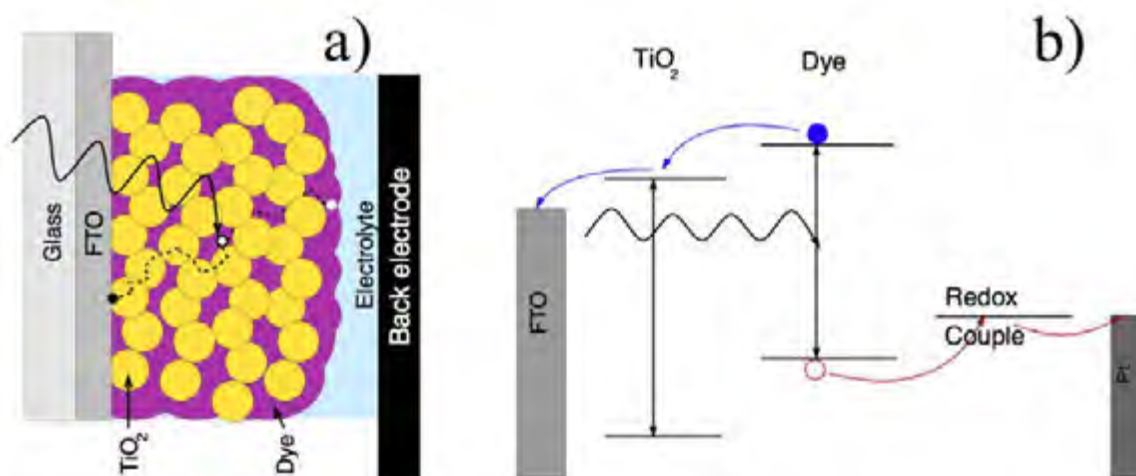 a)
Glass
FTO
TiO₂
Dye
Electrolyte
Back electrode
b)
TiO₂
Dye
FTO
Redox
Couple
Pt